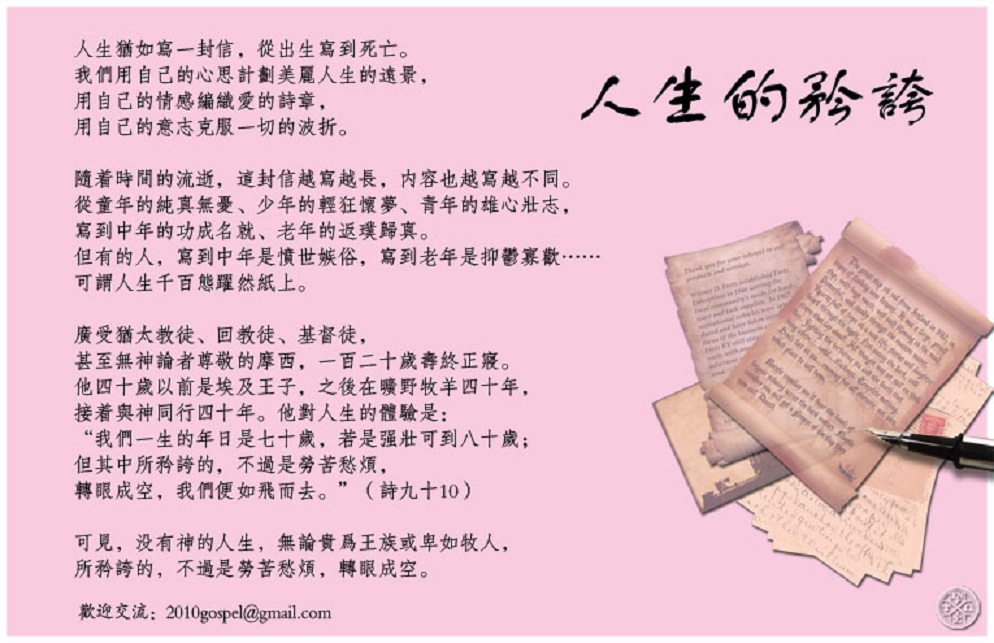 人生的矜誇
人生猶如寫一封信，從出生寫到死亡。
我們用自己的心思計劃美麗人生的遠景，
用自己的情感編織愛的詩章，
用自己的意志克服一切的波折。
隨着時間的流逝，這封信越寫越長，内容也越寫越不同。
從童年的純真無憂、少年的輕狂懷夢、青年的雄心壯志，
寫到中年的功成名就、老年的返璞歸真。
但有的人，寫到中年是憤世嫉俗，寫到老年是抑鬱寡歡……
可謂人生千百態躍然紙上。
廣受猶太教徒、回教徒、基督徒，
甚至無神論者尊敬的摩西，一百二十歲壽終正寢。
他四十歲以前是埃及王子，之後在曠野牧羊四十年，
接着與神同行四十年。他對人生的體驗是：
“我們一生的年日是七十歲，若是强壯可到八十歲；
但其中所矜誇的，不過是勞苦愁煩，
轉眼成空，我們便如飛而去。”（詩九十10）
可見，没有神的人生，無論貴爲王族或卑如牧人，
所矜誇的，不過是勞苦愁煩，轉眼成空。
歡迎交流：2010gospel@gmail.com